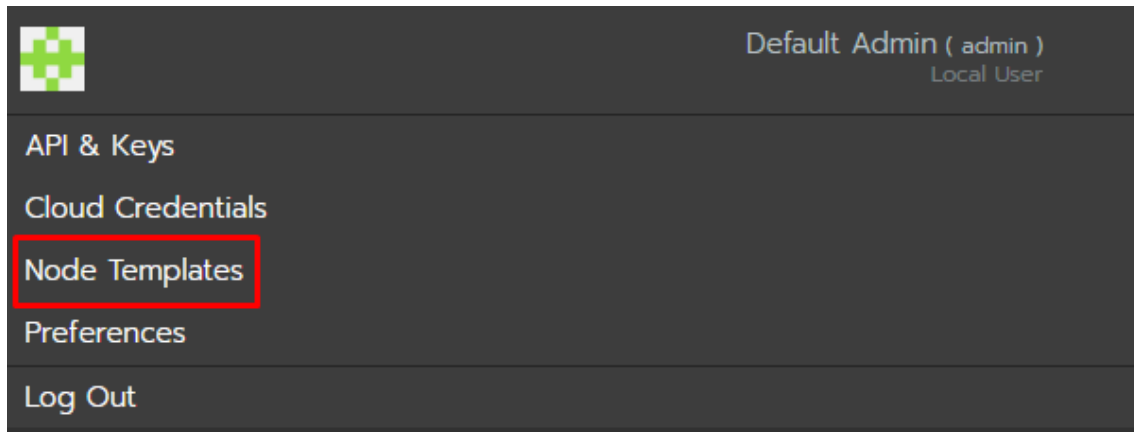 Default Admin ( admin )
Local User
API & Keys
Cloud Credentials
Node Templates
Preferences
Log Out